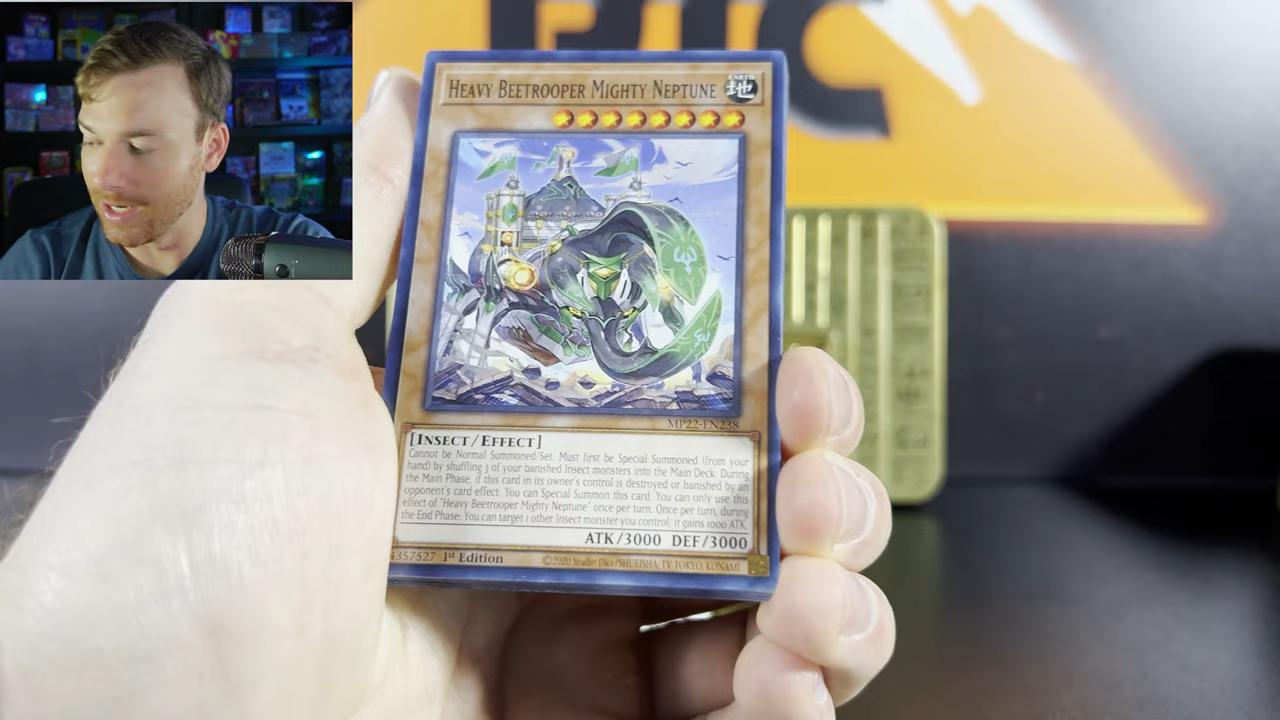 HEAVY BEETROOPER MIGHTY NEPTUNE
EARTH
地
MP22-EN238
[INSECT/EFFECT]
Cannot be Normal Summoned/Set. Must first be Special Summoned (from your
hand) by shuffling 3 of your banished Insect monsters into the Main Deck. During
the Main Phase, if this card in its owner's control is destroyed or banished by an
opponent's card effect: You can Special Summon this card. You can only use this
effect of "Heavy Beetrooper Mighty Neptune" once per turn. Once per turn, during
the End Phase: You can target 1 other Insect monster you control; it gains 1000 ATK.
ATK/3000 DEF/3000
4357527 1st Edition
©2020 Studio Dice/SHUEISHA, TV TOKYO, KONAMI